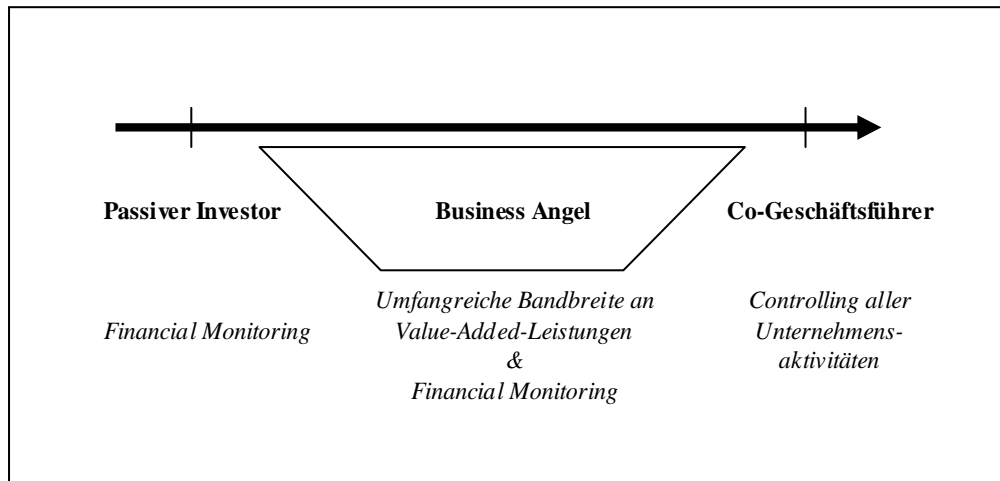 Passiver Investor
Business Angel
Co-Geschäftsführer
Financial Monitoring
Umfangreiche Bandbreite an
Value-Added-Leistungen
&
Financial Monitoring
Controlling aller
Unternehmens-
aktivitäten